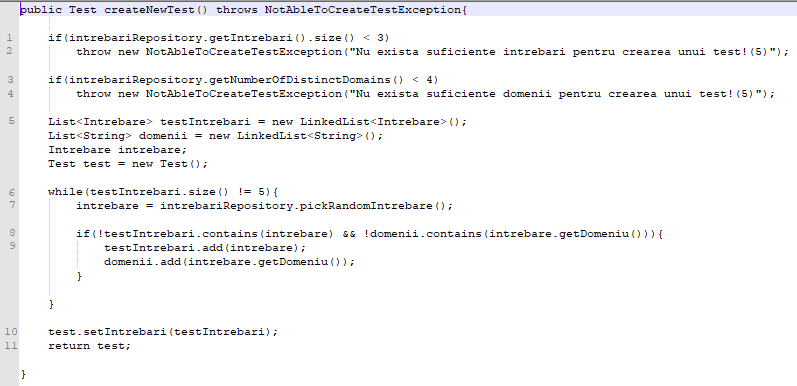 public Test createNewTest() throws NotAbleToCreateTestException{
1 if(intrebariRepository.getIntrebari().size() < 3)
2 throw new NotAbleToCreateTestException("Nu exista suficiente intrebari pentru crearea unui test!(5)");
3 if(intrebariRepository.getNumberOfDistinctDomains() < 4)
4 throw new NotAbleToCreateTestException("Nu exista suficiente domenii pentru crearea unui test!(5)");
5 List<Intrebare> testIntrebari = new LinkedList<Intrebare>();
List<String> domenii = new LinkedList<String>();
Intrebare intrebare;
Test test = new Test();
6 while(testIntrebari.size() != 5){
7 intrebare = intrebariRepository.pickRandomIntrebare();
8 if(!testIntrebari.contains(intrebare) && !domenii.contains(intrebare.getDomeniu())){
9 testIntrebari.add(intrebare);
domenii.add(intrebare.getDomeniu());
}
}
10 test.setIntrebari(testIntrebari);
11 return test;
}